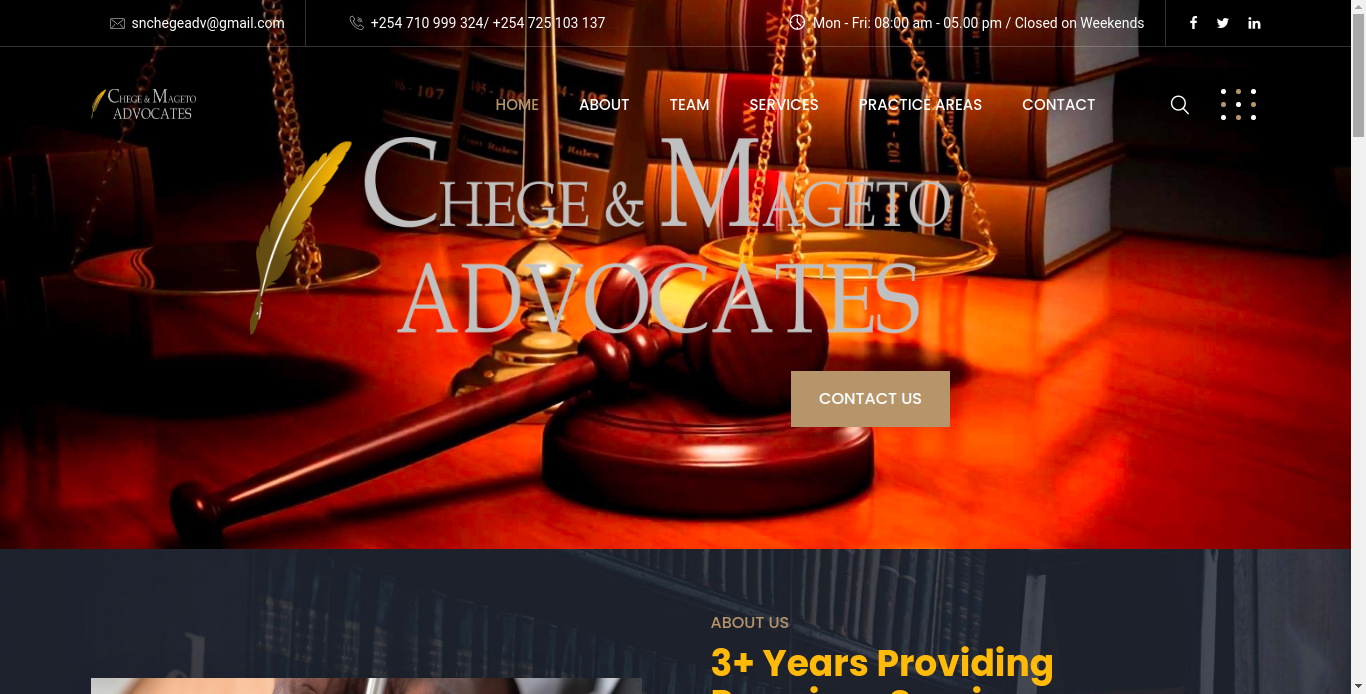 snchegeadv@gmail.com
+254 710 999 324/ +254 725 103 137
Mon - Fri: 08:00 am - 05.00 pm / Closed on Weekends
CHEGE & MAGETO
ADVOCATES
HOME
ABOUT
TEAM
SERVICES
PRACTICE AREAS
CONTACT
CHEGE & MAGETO
ADVOCATES
CONTACT US
ABOUT US
3+ Years Providing